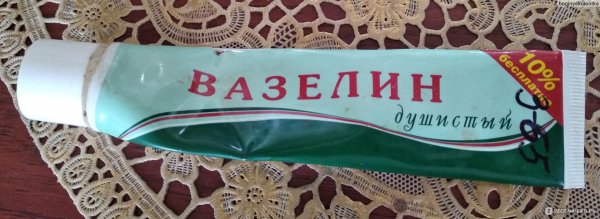 ВАЗЕЛИН
душистый
10%
бесплатно